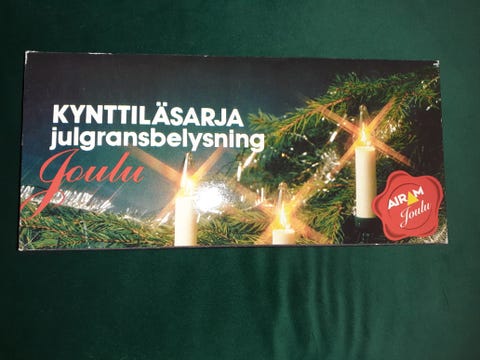 KYNTTILÄSARJA
julgransbelysning
Joulu
AIRAM
Joulu